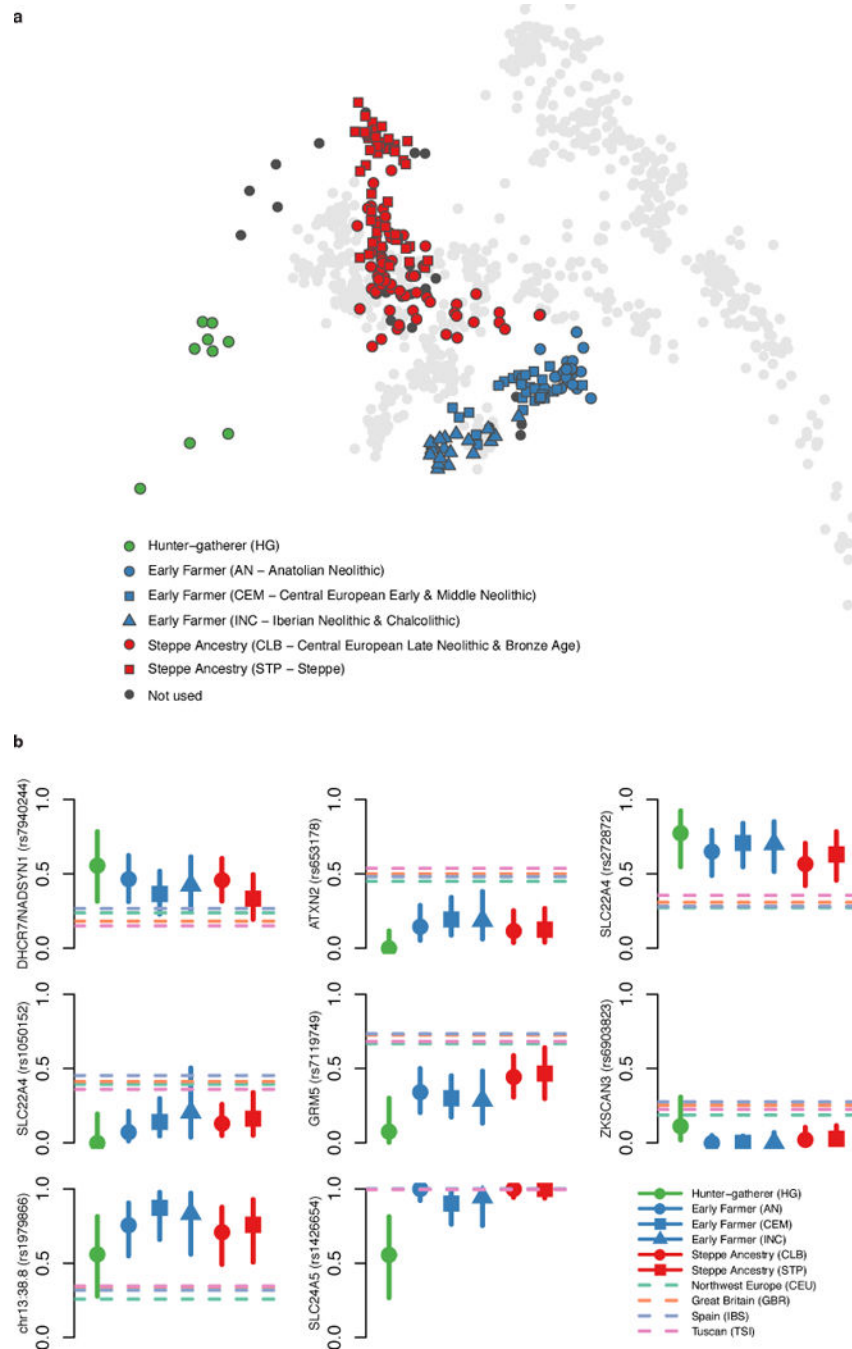 a
Hunter−gatherer (HG)
Early Farmer (AN − Anatolian Neolithic)
Early Farmer (CEM − Central European Early & Middle Neolithic)
Early Farmer (INC − Iberian Neolithic & Chalcolithic)
Steppe Ancestry (CLB − Central European Late Neolithic & Bronze Age)
Steppe Ancestry (STP − Steppe)
Not used
b
DHCR7/NADSYN1 (rs7940244)
0.0 0.5 1.0
ATXN2 (rs653178)
0.0 0.5 1.0
SLC22A4 (rs272872)
0.0 0.5 1.0
SLC22A4 (rs1050152)
0.0 0.5 1.0
GRM5 (rs7119749)
0.0 0.5 1.0
ZKSCAN3 (rs6903823)
0.0 0.5 1.0
chr13:38.8 (rs1979866)
0.0 0.5 1.0
SLC24A5 (rs1426654)
0.0 0.5 1.0
Hunter−gatherer (HG)
Early Farmer (AN)
Early Farmer (CEM)
Early Farmer (INC)
Steppe Ancestry (CLB)
Steppe Ancestry (STP)
Northwest Europe (CEU)
Great Britain (GBR)
Spain (IBS)
Tuscan (TSI)